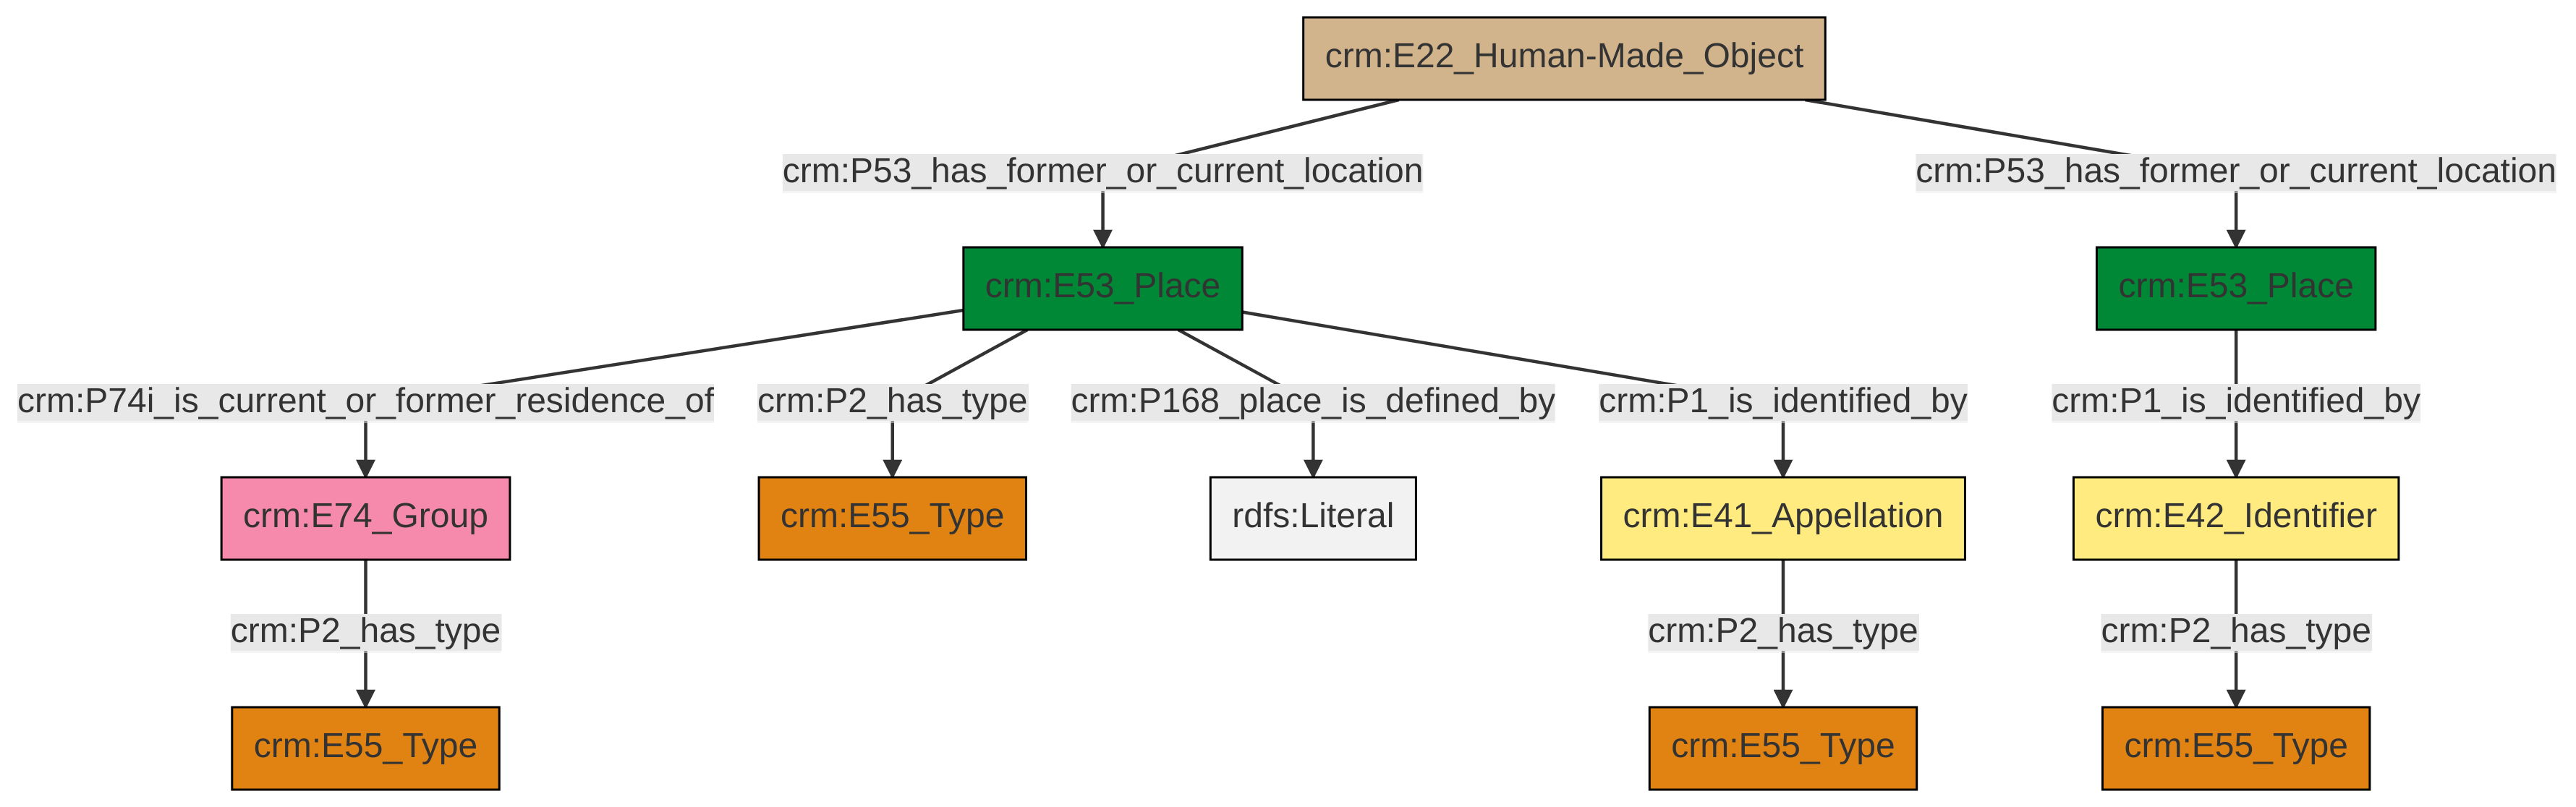 crm:E22_Human-Made_Object
crm:P53_has_former_or_current_location
crm:P53_has_former_or_current_location
crm:E53_Place
crm:E53_Place
crm:P74i_is_current_or_former_residence_of
crm:P2_has_type
crm:P168_place_is_defined_by
crm:P1_is_identified_by
crm:P1_is_identified_by
crm:E74_Group
crm:E55_Type
rdfs:Literal
crm:E41_Appellation
crm:E42_Identifier
crm:P2_has_type
crm:P2_has_type
crm:P2_has_type
crm:E55_Type
crm:E55_Type
crm:E55_Type